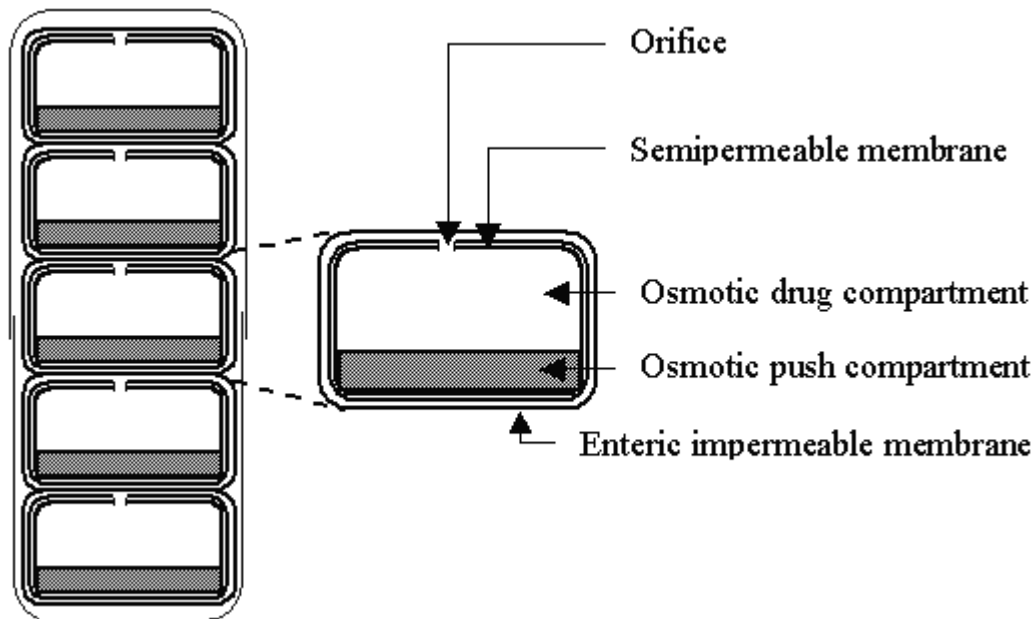 Orifice
Semipermeable membrane
Osmotic drug compartment
Osmotic push compartment
Enteric impermeable membrane